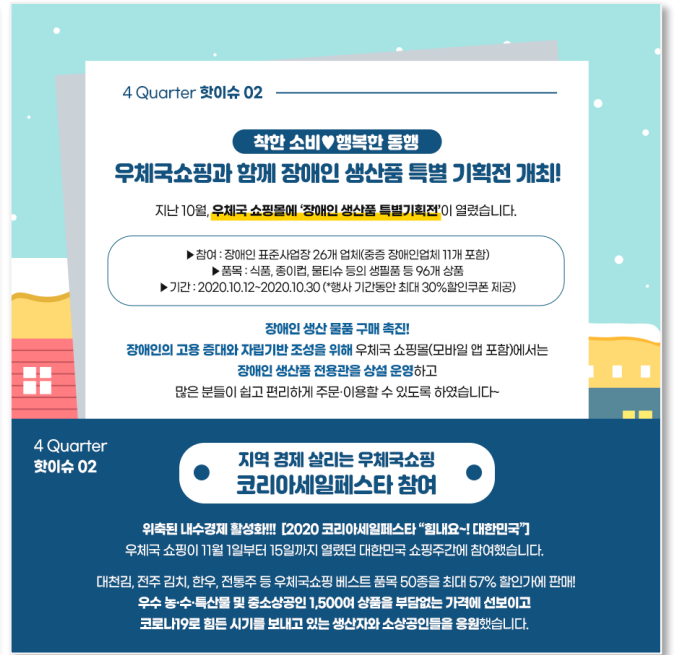 4 Quarter 핫이슈 02
착한 소비♥행복한 동행
우체국쇼핑과 함께 장애인 생산품 특별 기획전 개최!
지난 10월, 우체국 쇼핑몰에 ‘장애인 생산품 특별기획전’이 열렸습니다.
▶참여 : 장애인 표준사업장 26개 업체(중증 장애인업체 11개 포함)
▶품목 : 식품, 종이컵, 물티슈 등의 생필품 등 96개 상품
▶기간 : 2020.10.12~2020.10.30 (*행사 기간동안 최대 30%할인쿠폰 제공)
장애인 생산 물품 구매 촉진!
장애인의 고용 증대와 자립기반 조성을 위해 우체국 쇼핑몰(모바일 앱 포함)에서는
장애인 생산품 전용관을 상설 운영하고
많은 분들이 쉽고 편리하게 주문·이용할 수 있도록 하였습니다~
4 Quarter
핫이슈 02
지역 경제 살리는 우체국쇼핑
코리아세일페스타 참여
위축된 내수경제 활성화!!! [2020 코리아세일페스타 “힘내요~! 대한민국”]
우체국 쇼핑이 11월 1일부터 15일까지 열렸던 대한민국 쇼핑주간에 참여했습니다.
대천김, 전주 김치, 한우, 전통주 등 우체국쇼핑 베스트 품목 50종을 최대 57% 할인가에 판매!
우수 농·수·특산물 및 중소상공인 1,500여 상품을 부담없는 가격에 선보이고
코로나19로 힘든 시기를 보내고 있는 생산자와 소상공인들을 응원했습니다.